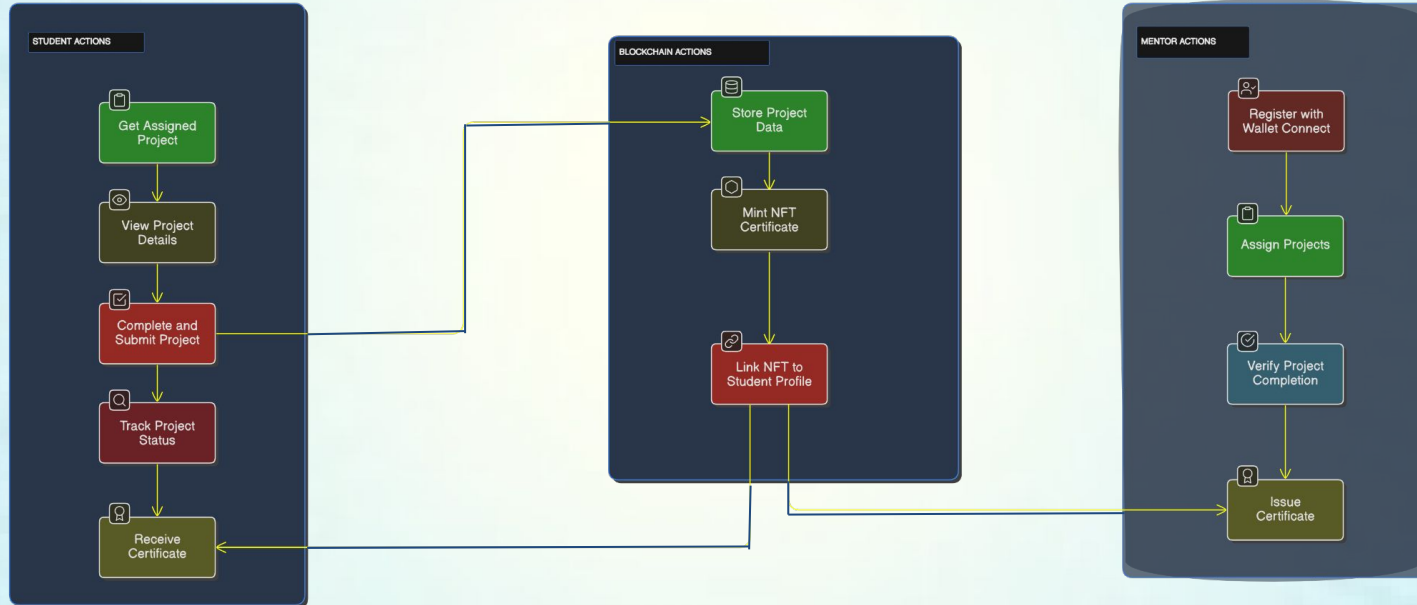 STUDENT ACTIONS
Get Assigned
Project
View Project
Details
Complete and
Submit Project
Track Project
Status
Receive
Certificate
BLOCKCHAIN ACTIONS
Store Project
Data
Mint NFT
Certificate
Link NFT to
Student Profile
MENTOR ACTIONS
Register with
Wallet Connect
Assign Projects
Verify Project
Completion
Issue
Certificate